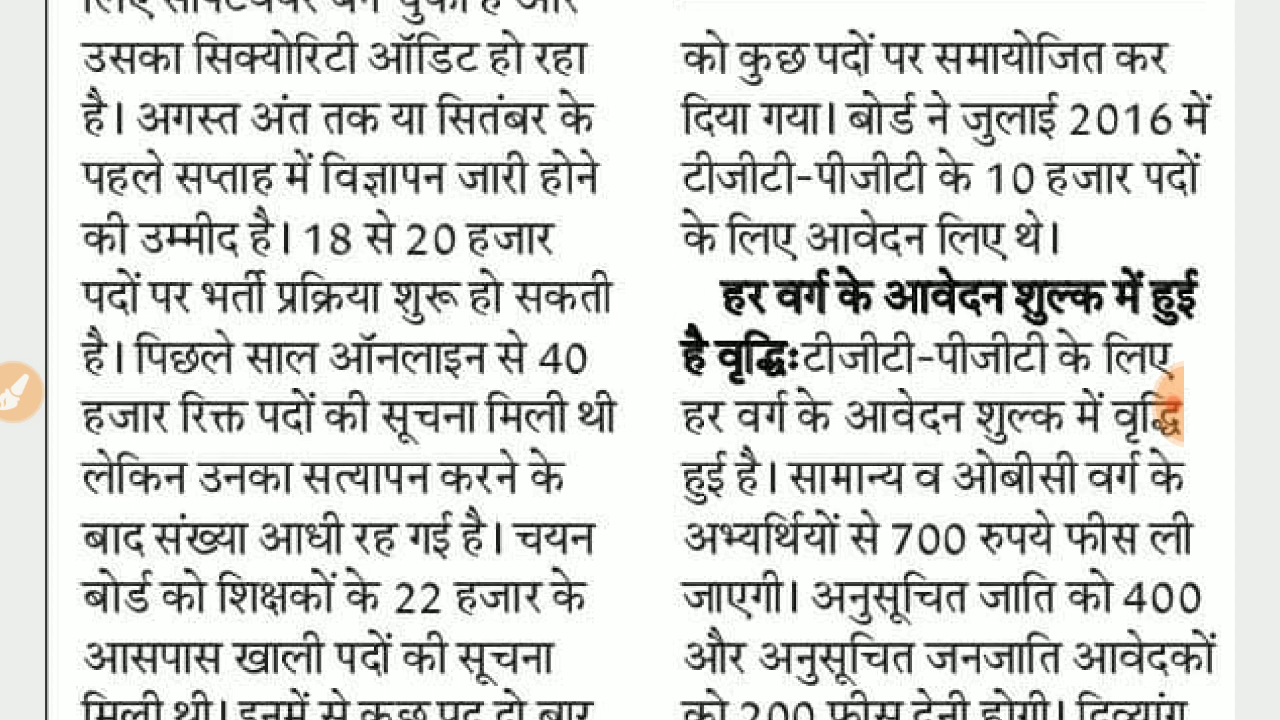 उसका सिक्योरिटी ऑडिट हो रहा
है। अगस्त अंत तक या सितंबर के
पहले सप्ताह में विज्ञापन जारी होने
की उम्मीद है। 18 से 20 हजार
पदों पर भर्ती प्रक्रिया शुरू हो सकती
है। पिछले साल ऑनलाइन से 40
हजार रिक्त पदों की सूचना मिली थी
लेकिन उनका सत्यापन करने के
बाद संख्या आधी रह गई है। चयन
बोर्ड को शिक्षकों के 22 हजार के
आसपास खाली पदों की सूचना
मिली थी। इनमें से कुछ पद दो बार
को कुछ पदों पर समायोजित कर
दिया गया। बोर्ड ने जुलाई 2016 में
टीजीटी-पीजीटी के 10 हजार पदों
के लिए आवेदन लिए थे।
हर वर्ग के आवेदन शुल्क में हुई
है वृद्धिः टीजीटी-पीजीटी के लिए
हर वर्ग के आवेदन शुल्क में वृद्धि
हुई है। सामान्य व ओबीसी वर्ग के
अभ्यर्थियों से 700 रुपये फीस ली
जाएगी। अनुसूचित जाति को 400
और अनुसूचित जनजाति आवेदकों
को 200 फीस देनी होगी। दिव्यांग